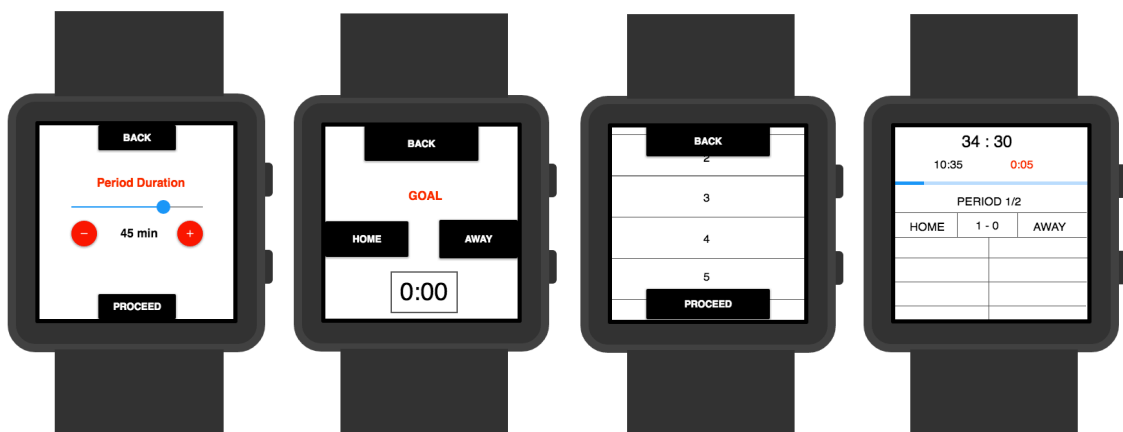 BACK
Period Duration
− 45 min +
PROCEED
BACK
GOAL
HOME AWAY
0:00
BACK
2
3
4
5
PROCEED
34 : 30
10:35 0:05
PERIOD 1/2
HOME 1 - 0 AWAY